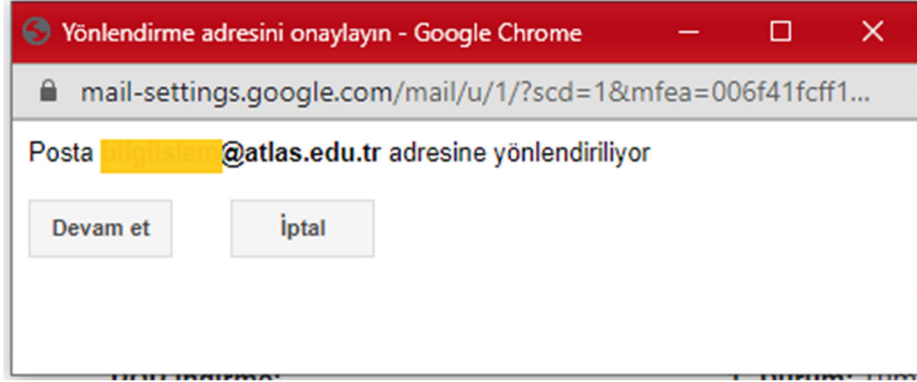 Yönlendirme adresini onaylayın - Google Chrome
mail-settings.google.com/mail/u/1/?scd=1&mfea=006f41fcff1...
Posta @atlas.edu.tr adresine yönlendiriliyor
Devam et
İptal